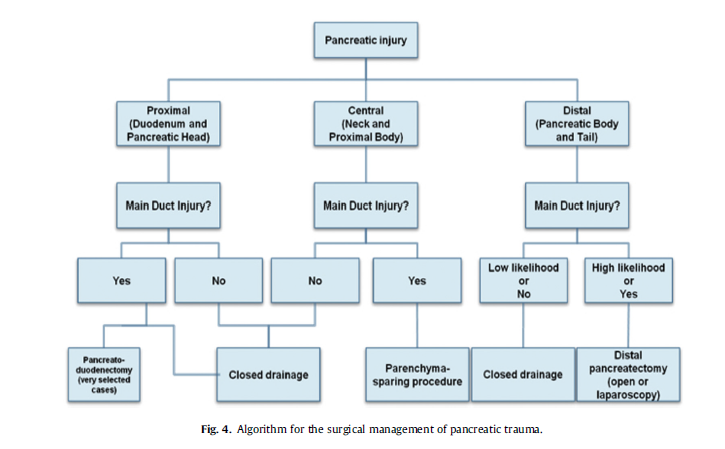 Pancreatic injury
Proximal
(Duodenum and
Pancreatic Head)
Central
(Neck and
Proximal Body)
Distal
(Pancreatic Body
and Tail)
Main Duct Injury?
Main Duct Injury?
Main Duct Injury?
Yes
No
No
Yes
Low likelihood
or
No
High likelihood
or
Yes
Pancreato-
duodenectomy
(very selected
cases)
Closed drainage
Parenchyma-
sparing procedure
Closed drainage
Distal
pancreatectomy
(open or
laparoscopy)
Fig. 4. Algorithm for the surgical management of pancreatic trauma.